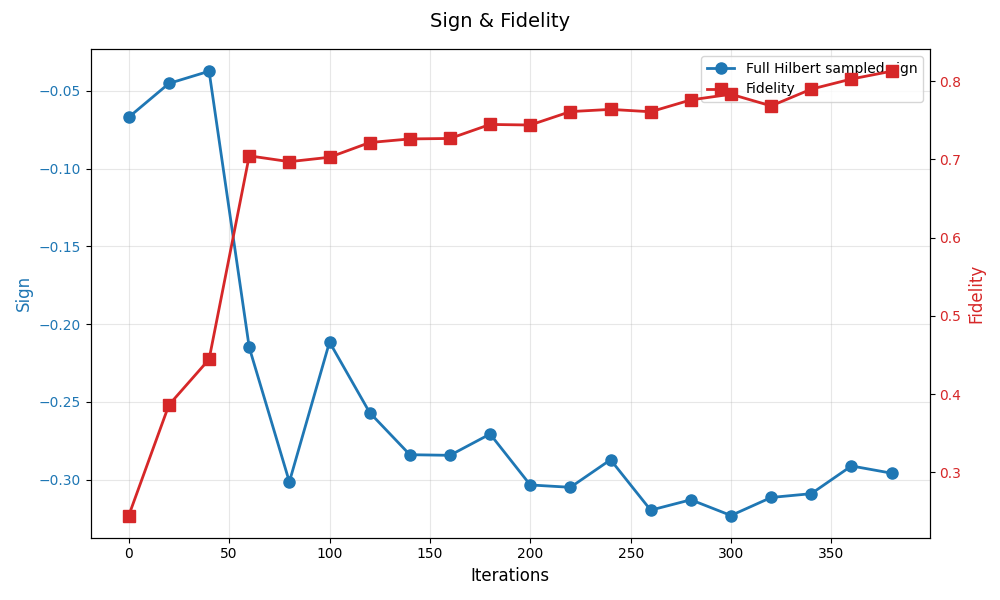 Sign & Fidelity
Full Hilbert sampled sign
Fidelity
−0.05
−0.10
−0.15
−0.20
−0.25
−0.30
Sign
0.8
0.7
0.6
0.5
0.4
0.3
Fidelity
0 50 100 150 200 250 300 350
Iterations